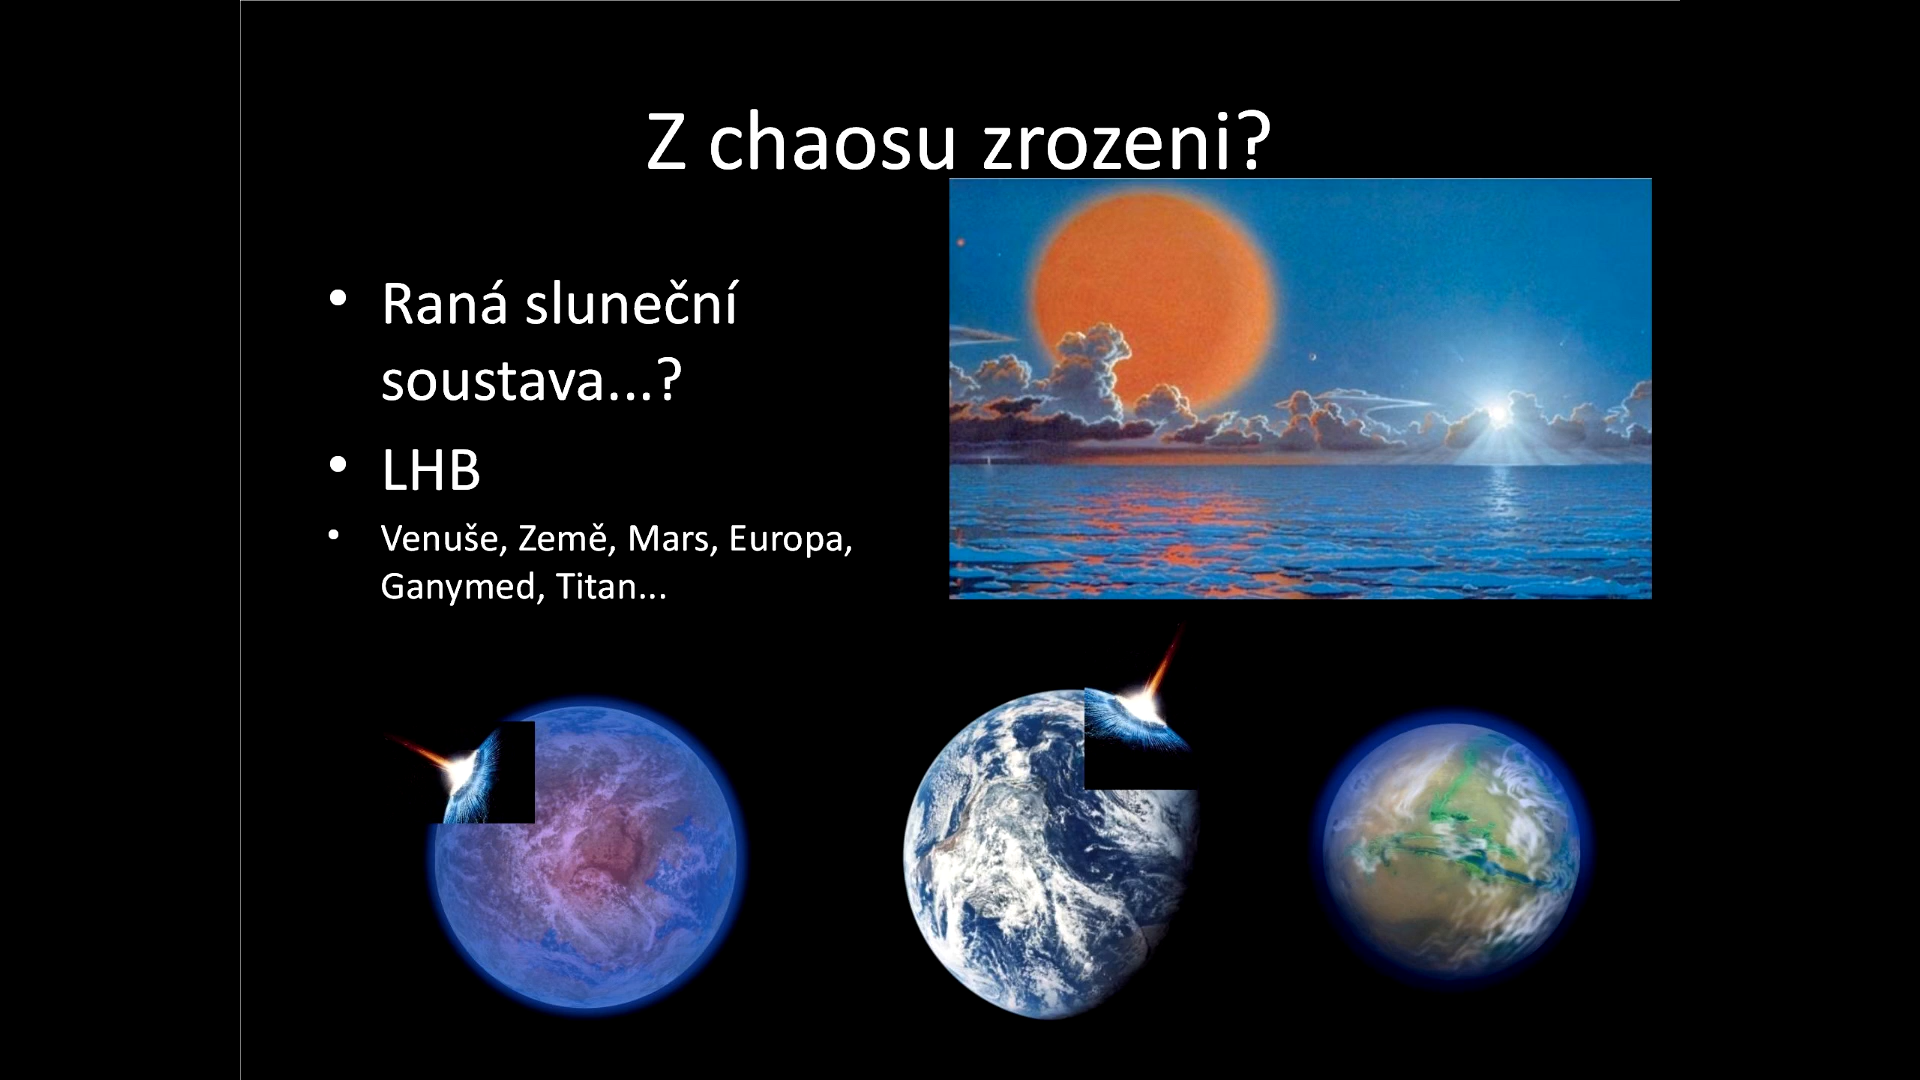 Z chaosu zrozeni?
• Raná sluneční
soustava...?
• LHB
• Venuše, Země, Mars, Europa,
Ganymed, Titan...